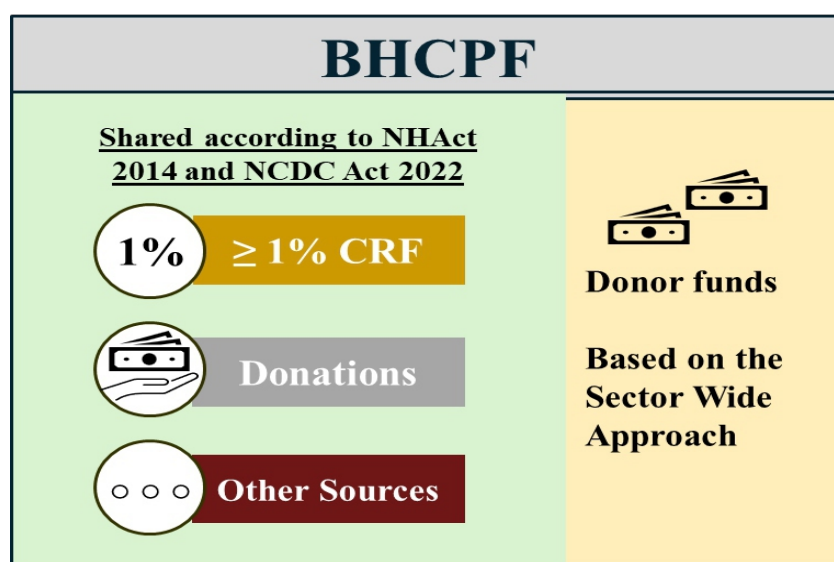 BHCPF
Shared according to NHAct
2014 and NCDC Act 2022
1%
≥ 1% CRF
Donations
Other Sources
Donor funds
Based on the
Sector Wide
Approach